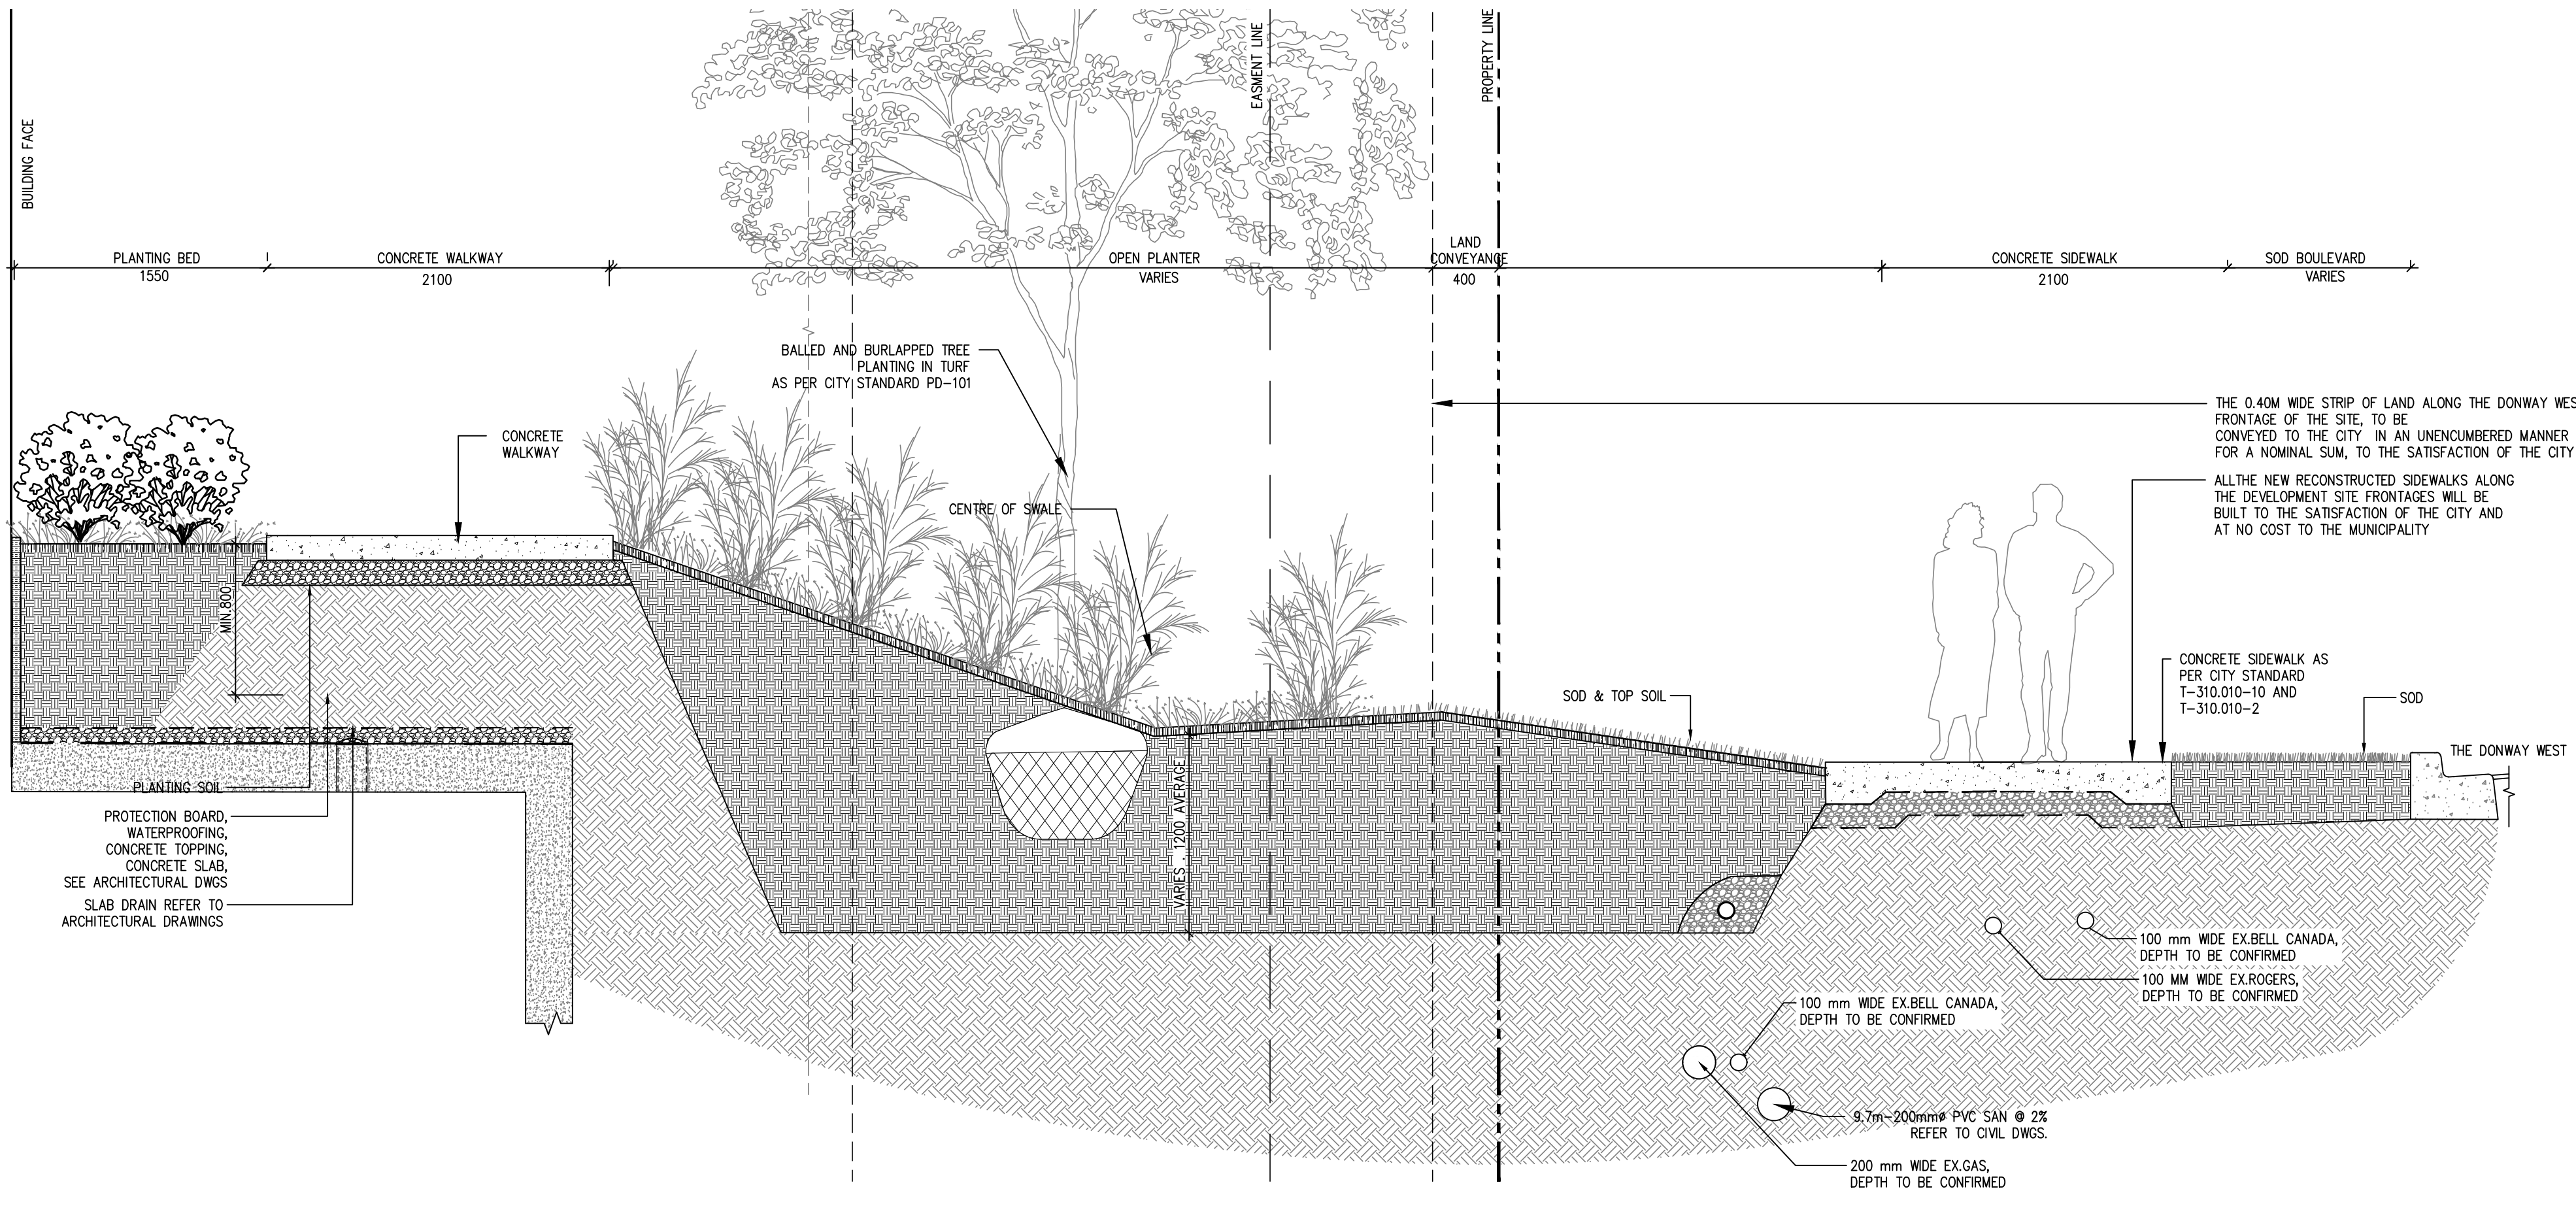 BUILDING FACE
EASMENT LINE
PROPERTY LINE
PLANTING BED
1550
CONCRETE WALKWAY
2100
OPEN PLANTER
VARIES
LAND
CONVEYANCE
400
CONCRETE SIDEWALK
2100
SOD BOULEVARD
VARIES
BALLED AND BURLAPPED TREE
PLANTING IN TURF
AS PER CITY STANDARD PD-101
THE 0.40M WIDE STRIP OF LAND ALONG THE DONWAY WES
FRONTAGE OF THE SITE, TO BE
CONVEYED TO THE CITY IN AN UNENCUMBERED MANNER
FOR A NOMINAL SUM, TO THE SATISFACTION OF THE CITY
CONCRETE
WALKWAY
ALLTHE NEW RECONSTRUCTED SIDEWALKS ALONG
THE DEVELOPMENT SITE FRONTAGES WILL BE
BUILT TO THE SATISFACTION OF THE CITY AND
AT NO COST TO THE MUNICIPALITY
CENTRE OF SWALE
MIN.800
CONCRETE SIDEWALK AS
PER CITY STANDARD
T-310.010-10 AND
T-310.010-2
SOD & TOP SOIL
SOD
THE DONWAY WEST
PLANTING SOIL
PROTECTION BOARD,
WATERPROOFING,
CONCRETE TOPPING,
CONCRETE SLAB,
SEE ARCHITECTURAL DWGS
SLAB DRAIN REFER TO
ARCHITECTURAL DRAWINGS
VARIES . 1200 AVERAGE
100 mm WIDE EX.BELL CANADA,
DEPTH TO BE CONFIRMED
100 MM WIDE EX.ROGERS,
DEPTH TO BE CONFIRMED
100 mm WIDE EX.BELL CANADA,
DEPTH TO BE CONFIRMED
9.7m-200mmø PVC SAN @ 2%
REFER TO CIVIL DWGS.
200 mm WIDE EX.GAS,
DEPTH TO BE CONFIRMED